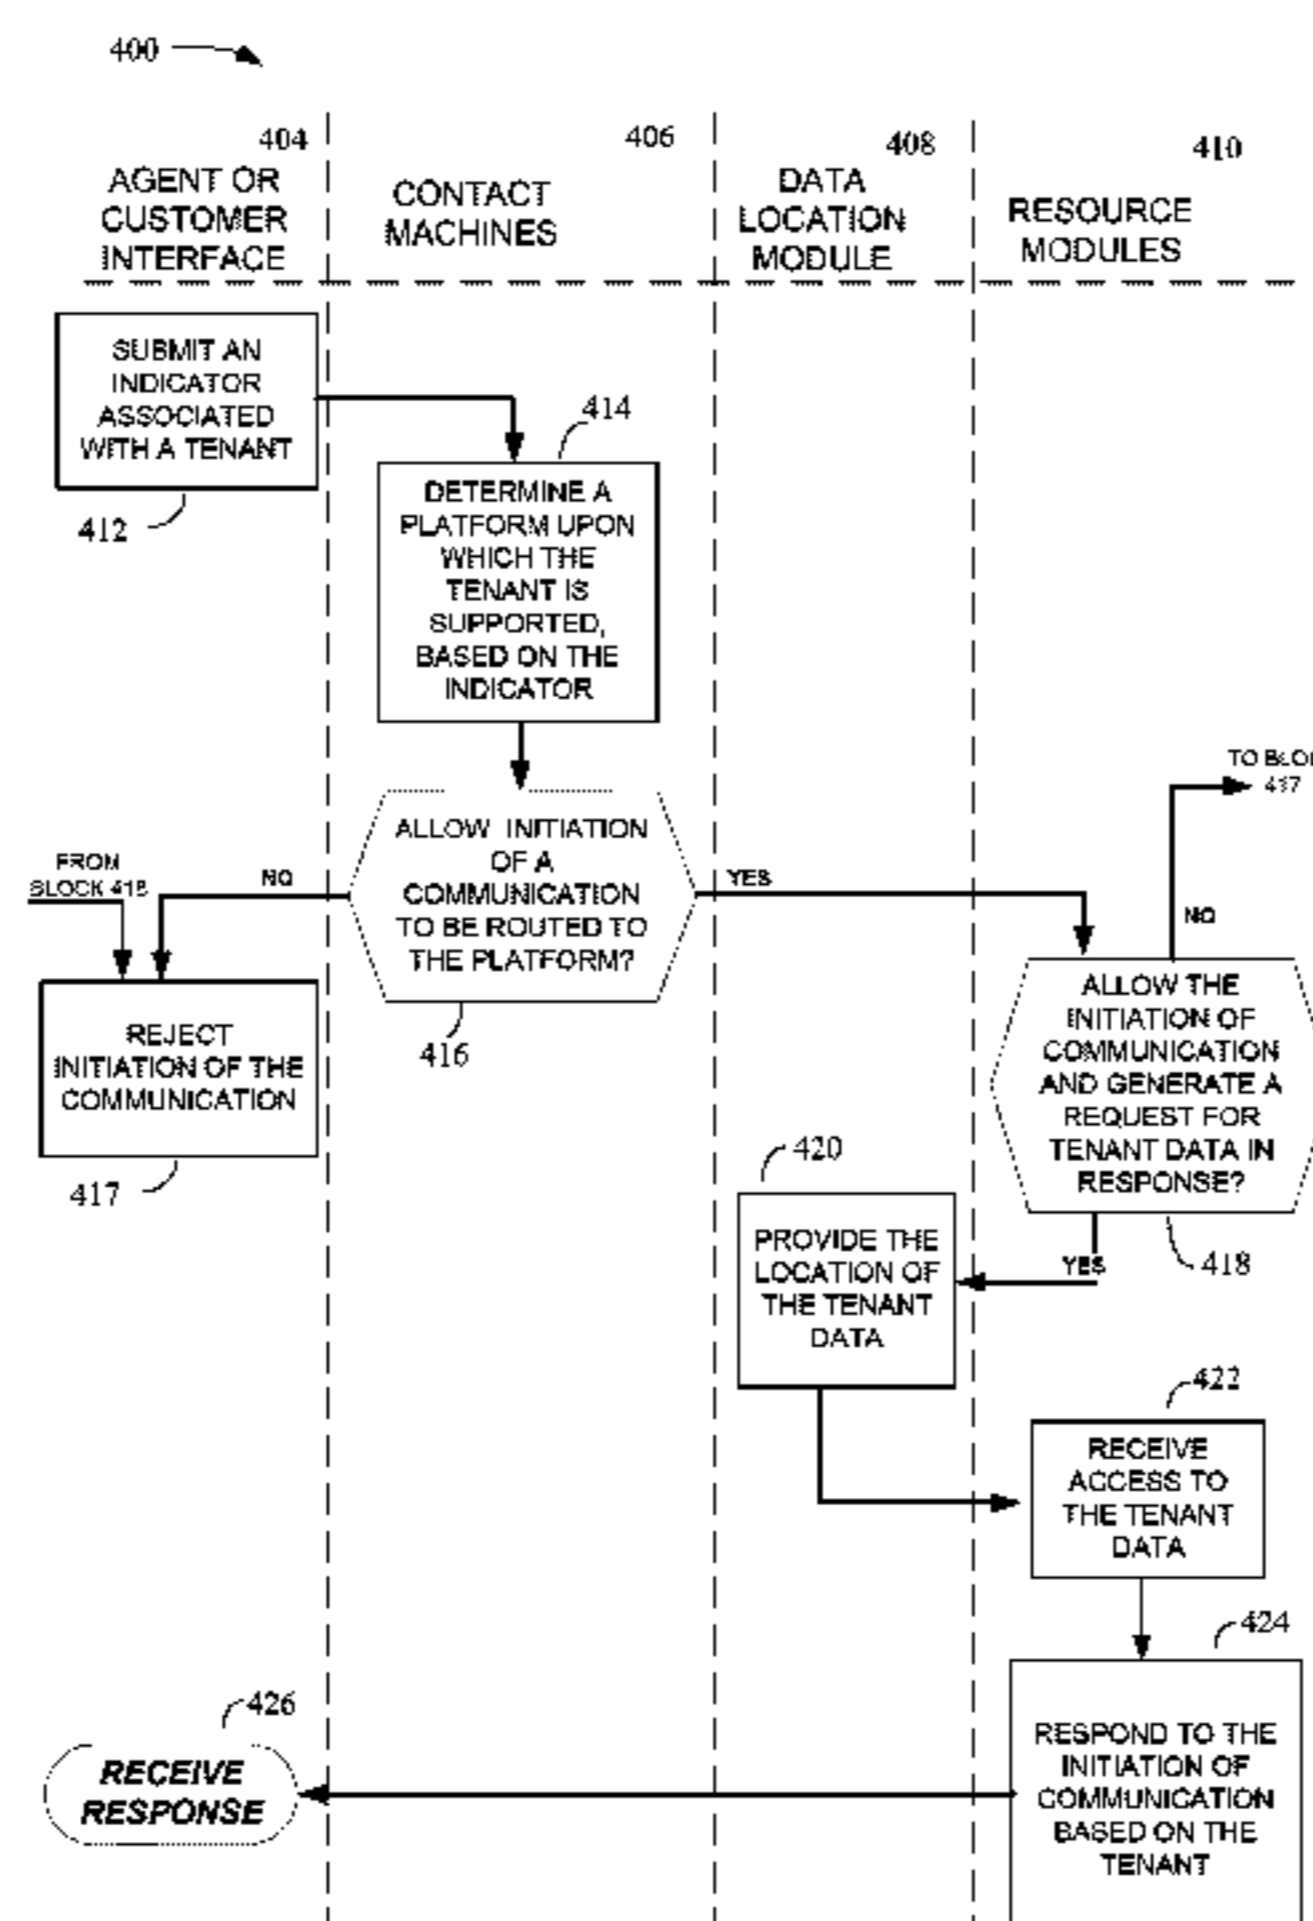 400
404
AGENT OR
CUSTOMER
INTERFACE
406
CONTACT
MACHINES
408
DATA
LOCATION
MODULE
410
RESOURCE
MODULES
SUBMIT AN
INDICATOR
ASSOCIATED
WITH A TENANT
412
414
DETERMINE A
PLATFORM UPON
WHICH THE
TENANT IS
SUPPORTED,
BASED ON THE
INDICATOR
ALLOW INITIATION
OF A
COMMUNICATION
TO BE ROUTED TO
THE PLATFORM?
416
NO
YES
FROM
BLOCK 418
REJECT
INITIATION OF THE
COMMUNICATION
417
TO
417
NO
ALLOW THE
INITIATION OF
COMMUNICATION
AND GENERATE A
REQUEST FOR
TENANT DATA IN
RESPONSE?
418
YES
420
PROVIDE THE
LOCATION OF
THE TENANT
DATA
422
RECEIVE
ACCESS TO
THE TENANT
DATA
424
RESPOND TO THE
INITIATION OF
COMMUNICATION
BASED ON THE
TENANT
426
RECEIVE
RESPONSE